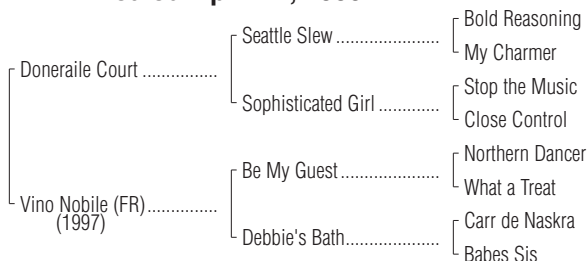 Bold Reasoning
Seattle Slew ....................
My Charmer
Doneraile Court ...............
Stop the Music
Sophisticated Girl .............
Close Control
Northern Dancer
Be My Guest ....................
What a Treat
Vino Nobile (FR)...............
(1997)
Carr de Naskra
Debbie's Bath...................
Babes Sis